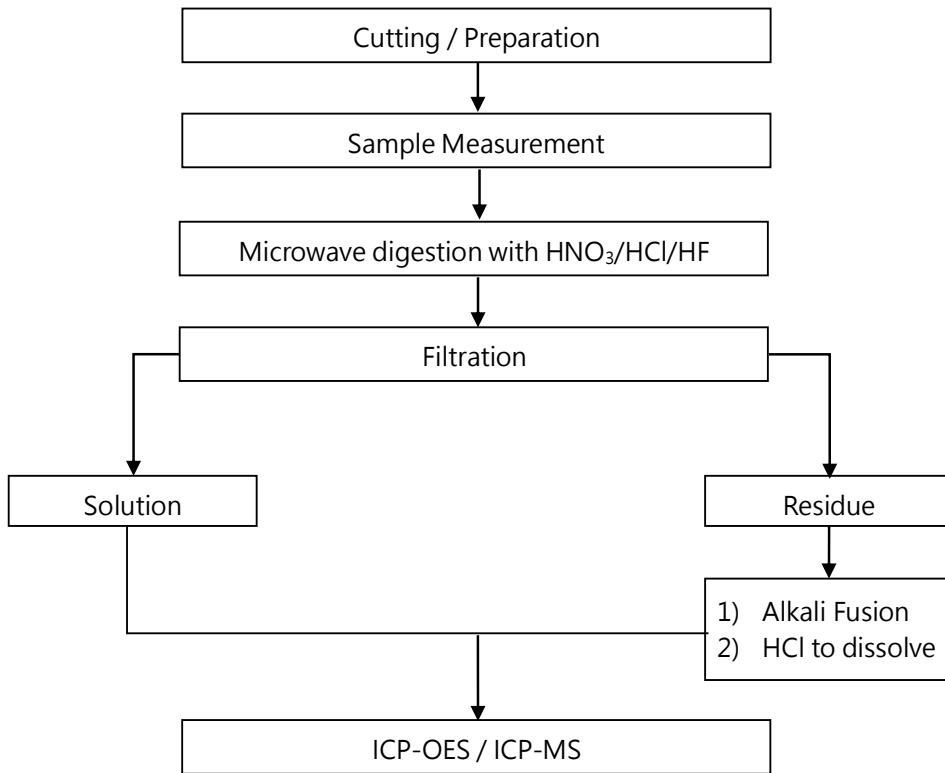 Cutting / Preparation
Sample Measurement
Microwave digestion with HNO₃/HCl/HF
Filtration
Solution
Residue
1) Alkali Fusion
2) HCl to dissolve
ICP-OES / ICP-MS